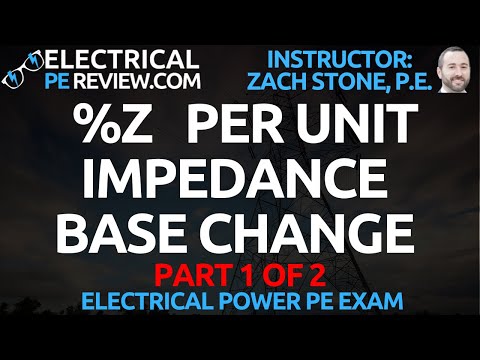 ELECTRICAL
PE REVIEW.COM
INSTRUCTOR:
ZACH STONE, P.E.
%Z PER UNIT
IMPEDANCE
BASE CHANGE
PART 1 OF 2
ELECTRICAL POWER PE EXAM